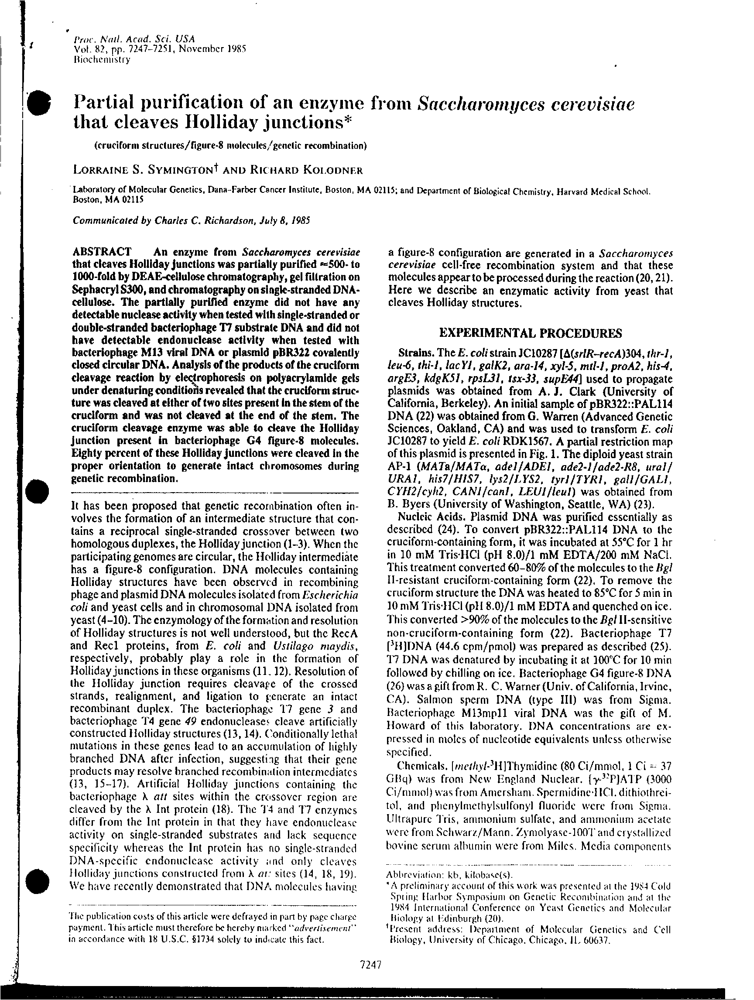 Proc. Natl. Acad. Sci. USA
Vol. 82, pp. 7247-7251, November 1985
Biochemistry
Partial purification of an enzyme from Saccharomyces cerevisiae
that cleaves Holliday junctions*
(cruciform structures/figure-8 molecules/genetic recombination)
LORRAINE S. SYMINGTON† AND RICHARD KOLODNER
Laboratory of Molecular Genetics, Dana-Farber Cancer Institute, Boston, MA 02115; and Department of Biological Chemistry, Harvard Medical School,
Boston, MA 02115
Communicated by Charles C. Richardson, July 8, 1985
ABSTRACT An enzyme from Saccharomyces cerevisiae
that cleaves Holliday junctions was partially purified ≈500- to
1000-fold by DEAE-cellulose chromatography, gel filtration on
Sephacryl S300, and chromatography on single-stranded DNA-
cellulose. The partially purified enzyme did not have any
detectable nuclease activity when tested with single-stranded or
double-stranded bacteriophage T7 substrate DNA and did not
have detectable endonuclease activity when tested with
bacteriophage M13 viral DNA or plasmid pBR322 covalently
closed circular DNA. Analysis of the products of the cruciform
cleavage reaction by electrophoresis on polyacrylamide gels
under denaturing conditions revealed that the cruciform struc-
ture was cleaved at either of two sites present in the stem of the
cruciform and was not cleaved at the end of the stem. The
cruciform cleavage enzyme was able to cleave the Holliday
junction present in bacteriophage G4 figure-8 molecules.
Eighty percent of these Holliday junctions were cleaved in the
proper orientation to generate intact chromosomes during
genetic recombination.
It has been proposed that genetic recombination often in-
volves the formation of an intermediate structure that con-
tains a reciprocal single-stranded crossover between two
homologous duplexes, the Holliday junction (1-3). When the
participating genomes are circular, the Holliday intermediate
has a figure-8 configuration. DNA molecules containing
Holliday structures have been observed in recombining
phage and plasmid DNA molecules isolated from Escherichia
coli and yeast cells and in chromosomal DNA isolated from
yeast (4-10). The enzymology of the formation and resolution
of Holliday structures is not well understood, but the RecA
and Rec1 proteins, from E. coli and Ustilago maydis,
respectively, probably play a role in the formation of
Holliday junctions in these organisms (11, 12). Resolution of
the Holliday junction requires cleavage of the crossed
strands, realignment, and ligation to generate an intact
recombinant duplex. The bacteriophage T7 gene 3 and
bacteriophage T4 gene 49 endonucleases cleave artificially
constructed Holliday structures (13, 14). Conditionally lethal
mutations in these genes lead to an accumulation of highly
branched DNA after infection, suggesting that their gene
products may resolve branched recombination intermediates
(13, 15-17). Artificial Holliday junctions containing the
bacteriophage λ att sites within the crossover region are
cleaved by the λ Int protein (18). The T4 and T7 enzymes
differ from the Int protein in that they have endonuclease
activity on single-stranded substrates and lack sequence
specificity whereas the Int protein has no single-stranded
DNA-specific endonuclease activity and only cleaves
Holliday junctions constructed from λ att sites (14, 18, 19).
We have recently demonstrated that DNA molecules having
The publication costs of this article were defrayed in part by page charge
payment. This article must therefore be hereby marked "advertisement"
in accordance with 18 U.S.C. §1734 solely to indicate this fact.
a figure-8 configuration are generated in a Saccharomyces
cerevisiae cell-free recombination system and that these
molecules appear to be processed during the reaction (20, 21).
Here we describe an enzymatic activity from yeast that
cleaves Holliday structures.
EXPERIMENTAL PROCEDURES
Strains. The E. coli strain JC10287 [Δ(srlR-recA)304, thr-1,
leu-6, thi-1, lacY1, galK2, ara-14, xyl-5, mtl-1, proA2, his-4,
argE3, kdgK51, rpsL31, tsx-33, supE44] used to propagate
plasmids was obtained from A. J. Clark (University of
California, Berkeley). An initial sample of pBR322::PAL114
DNA (22) was obtained from G. Warren (Advanced Genetic
Sciences, Oakland, CA) and was used to transform E. coli
JC10287 to yield E. coli RDK1567. A partial restriction map
of this plasmid is presented in Fig. 1. The diploid yeast strain
AP-1 (MATa/MATα, ade1/ADE1, ade2-1/ade2-R8, ura1/
URA1, his7/HIS7, lys2/LYS2, tyr1/TYR1, gal1/GAL1,
CYH2/cyh2, CAN1/can1, LEU1/leu1) was obtained from
B. Byers (University of Washington, Seattle, WA) (23).
Nucleic Acids. Plasmid DNA was purified essentially as
described (24). To convert pBR322::PAL114 DNA to the
cruciform-containing form, it was incubated at 55°C for 5 hr
in 10 mM Tris·HCl (pH 8.0)/1 mM EDTA/200 mM NaCl.
This treatment converted 60-80% of the molecules to the Bgl
II-resistant cruciform-containing form (22). To remove the
cruciform structure the DNA was heated to 85°C for 5 min in
10 mM Tris·HCl (pH 8.0)/1 mM EDTA and quenched on ice.
This converted >90% of the molecules to the Bgl II-sensitive
non-cruciform-containing form (22). Bacteriophage T7
[³H]DNA (44.6 cpm/pmol) was prepared as described (25).
T7 DNA was denatured by incubating it at 100°C for 10 min
followed by chilling on ice. Bacteriophage G4 figure-8 DNA
(26) was a gift from R. C. Warner (Univ. of California, Irvine,
CA). Salmon sperm DNA (type III) was from Sigma.
Bacteriophage M13mp11 viral DNA was the gift of M.
Howard of this laboratory. DNA concentrations are ex-
pressed in moles of nucleotide equivalents unless otherwise
specified.
Chemicals. [methyl-³H]Thymidine (80 Ci/mmol, 1 Ci = 37
GBq) was from New England Nuclear. [γ-³²P]ATP (3000
Ci/mmol) was from Amersham. Spermidine·HCl, dithiothrei-
tol, and phenylmethylsulfonyl fluoride were from Sigma.
Ultrapure Tris, ammonium sulfate, and ammonium acetate
were from Schwarz/Mann. Zymolyase-100T and crystallized
bovine serum albumin were from Miles. Media components
Abbreviation: kb, kilobase(s).
*A preliminary account of this work was presented at the 1984 Cold
Spring Harbor Symposium on Genetic Recombination and at the
1984 International Conference on Yeast Genetics and Molecular
Biology at Edinburgh (20).
†Present address: Department of Molecular Genetics and Cell
Biology, University of Chicago, Chicago, IL 60637.
7247